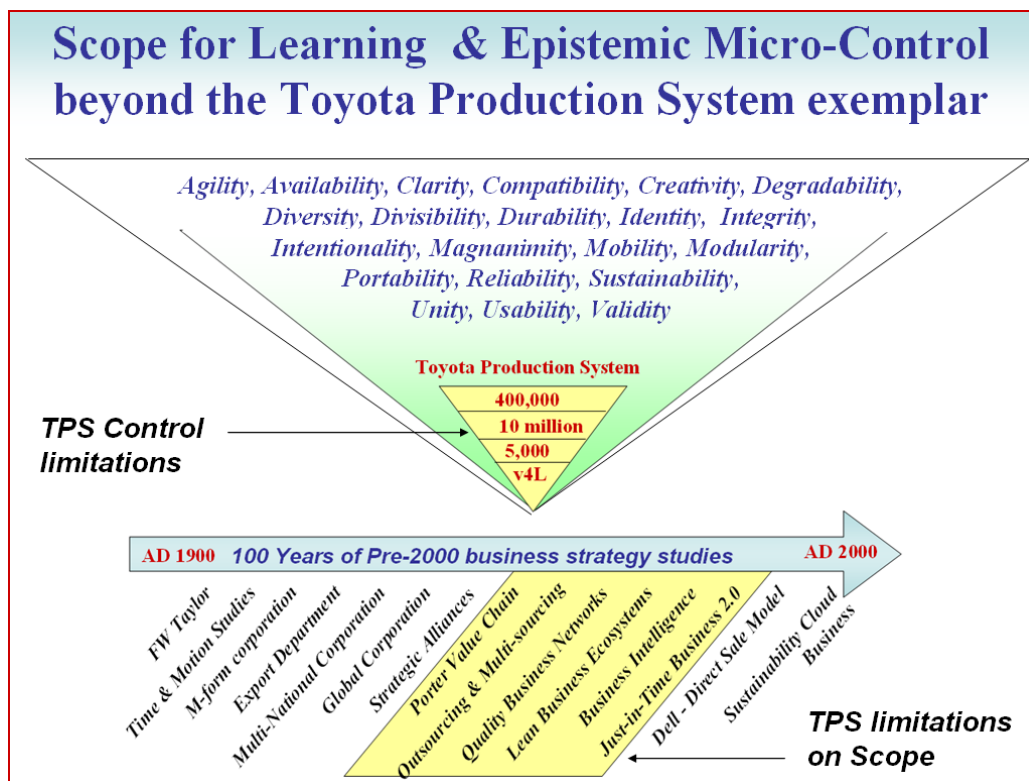 Scope for Learning & Epistemic Micro-Control
beyond the Toyota Production System exemplar
Agility, Availability, Clarity, Compatibility, Creativity, Degradability,
Diversity, Divisibility, Durability, Identity, Integrity,
Intentionality, Magnanimity, Mobility, Modularity,
Portability, Reliability, Sustainability,
Unity, Usability, Validity
Toyota Production System
400,000
10 million
5,000
v4L
TPS Control
limitations
AD 1900
100 Years of Pre-2000 business strategy studies
AD 2000
FW Taylor
Time & Motion Studies
M-form corporation
Export Department
Multi-National Corporation
Global Corporation
Strategic Alliances
Porter Value Chain
Outsourcing & Multi-sourcing
Quality Business Networks
Lean Business Ecosystems
Business Intelligence
Just-in-Time Business 2.0
Dell - Direct Sale Model
Sustainability Cloud
Business
TPS limitations
on Scope